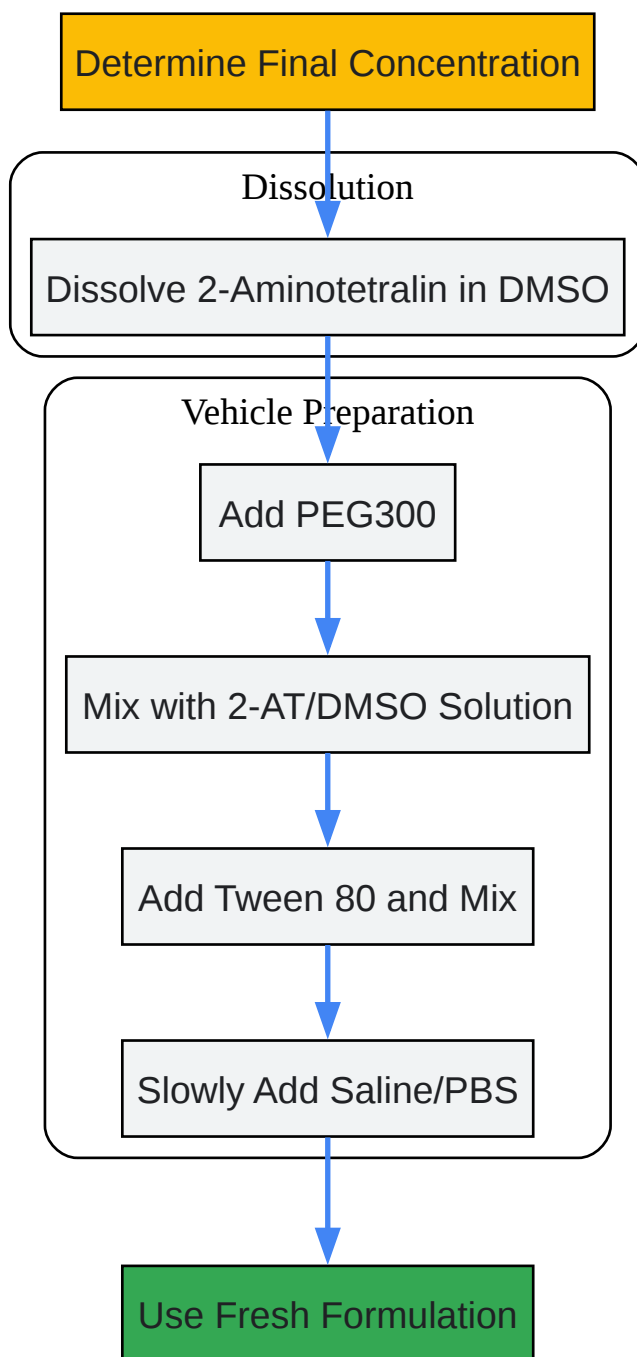 Determine Final Concentration
Dissolution
Dissolve 2-Aminotetralin in DMSO
Vehicle Preparation
Add PEG300
Mix with 2-AT/DMSO Solution
Add Tween 80 and Mix
Slowly Add Saline/PBS
Use Fresh Formulation